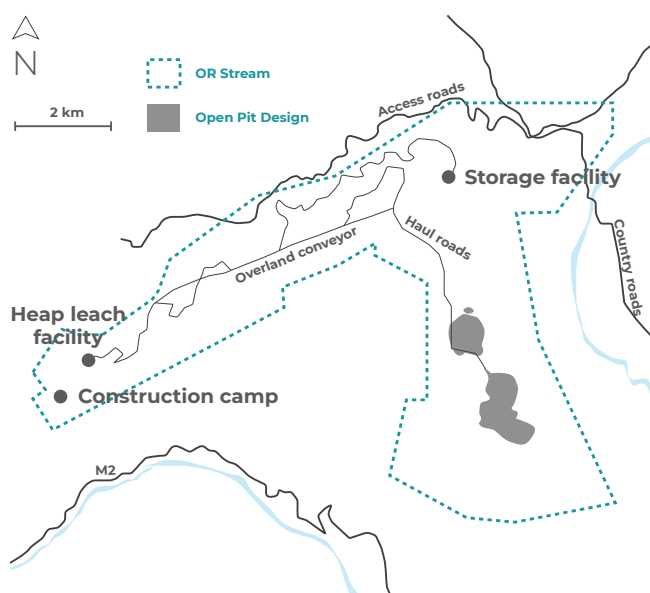 N
2 km
OR Stream
Open Pit Design
Access roads
Storage facility
Haul roads
Overland conveyor
Country roads
Heap leach
facility
Construction camp
M2